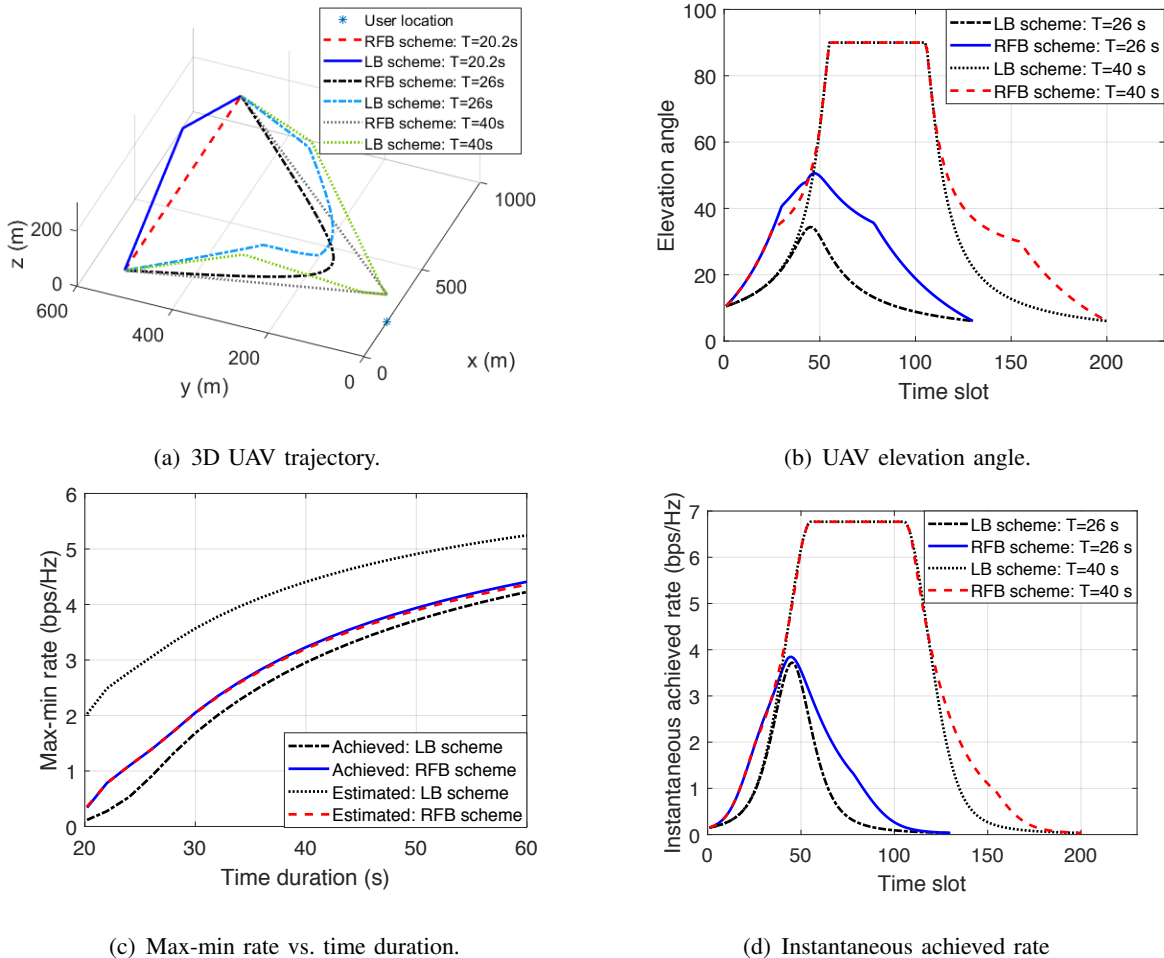 User location
RFB scheme: T=20.2s
LB scheme: T=20.2s
RFB scheme: T=26s
LB scheme: T=26s
RFB scheme: T=40s
LB scheme: T=40s
z (m)
200
0
600
400
200
0
y (m)
0
500
1000
x (m)
(a) 3D UAV trajectory.
Elevation angle
100
80
60
40
20
0
0 50 100 150 200
Time slot
LB scheme: T=26 s
RFB scheme: T=26 s
LB scheme: T=40 s
RFB scheme: T=40 s
(b) UAV elevation angle.
Max-min rate (bps/Hz)
6
5
4
3
2
1
0
20 30 40 50 60
Time duration (s)
Achieved: LB scheme
Achieved: RFB scheme
Estimated: LB scheme
Estimated: RFB scheme
(c) Max-min rate vs. time duration.
Instantaneous achieved rate (bps/Hz)
7
6
5
4
3
2
1
0
0 50 100 150 200
Time slot
LB scheme: T=26 s
RFB scheme: T=26 s
LB scheme: T=40 s
RFB scheme: T=40 s
(d) Instantaneous achieved rate